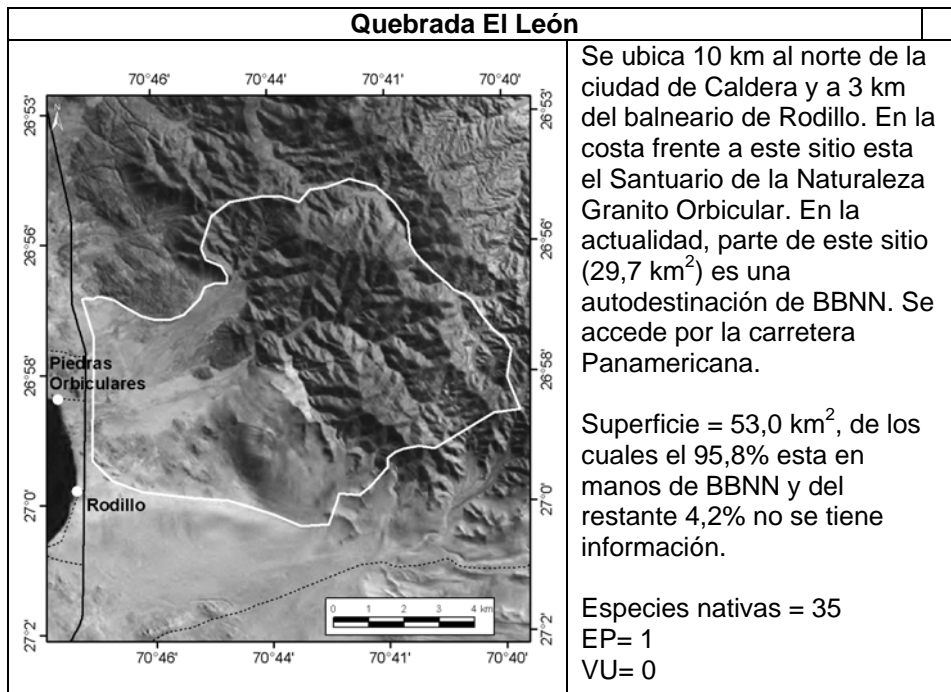 Quebrada El León
70°46' 70°44' 70°41' 70°40'
26°53' 26°53'
N
26°56' 26°56'
26°58' 26°58'
Piedras
Orbiculares
27°0' 27°0'
Rodillo
0 1 2 3 4 km
27°2' 27°2'
70°46' 70°44' 70°41' 70°40'
Se ubica 10 km al norte de la
ciudad de Caldera y a 3 km
del balneario de Rodillo. En la
costa frente a este sitio esta
el Santuario de la Naturaleza
Granito Orbicular. En la
actualidad, parte de este sitio
(29,7 km²) es una
autodestinación de BBNN. Se
accede por la carretera
Panamericana.
Superficie = 53,0 km², de los
cuales el 95,8% esta en
manos de BBNN y del
restante 4,2% no se tiene
información.
Especies nativas = 35
EP= 1
VU= 0